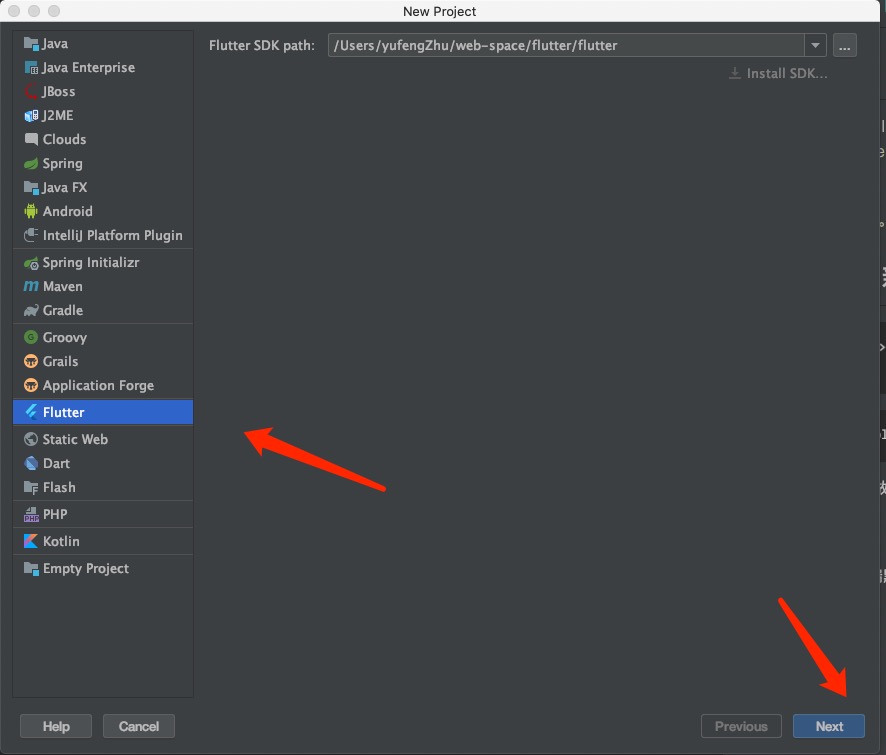 New Project
Java
Java Enterprise
JBoss
J2ME
Clouds
Spring
Java FX
Android
IntelliJ Platform Plugin
Spring Initializr
Maven
Gradle
Groovy
Grails
Application Forge
Flutter
Static Web
Dart
Flash
PHP
Kotlin
Empty Project
Flutter SDK path: /Users/yufengZhu/web-space/flutter/flutter ...
Install SDK...
Help Cancel Previous Next